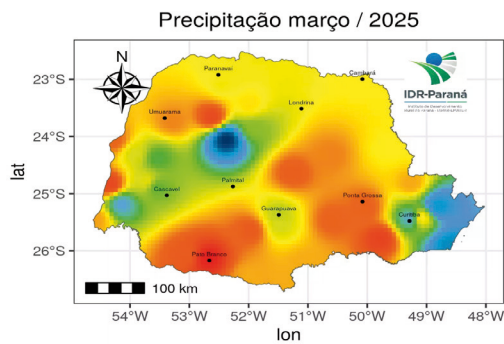 Precipitação março / 2025
N
IDR-Paraná
Paranavaí
Cambará
Londrina
Umuarama
Palmital
Cascavel
Guarapuava
Ponta Grossa
Curitiba
Pato Branco
100 km
23°S
24°S
25°S
26°S
lat
54°W 53°W 52°W 51°W 50°W 49°W 48°W
lon